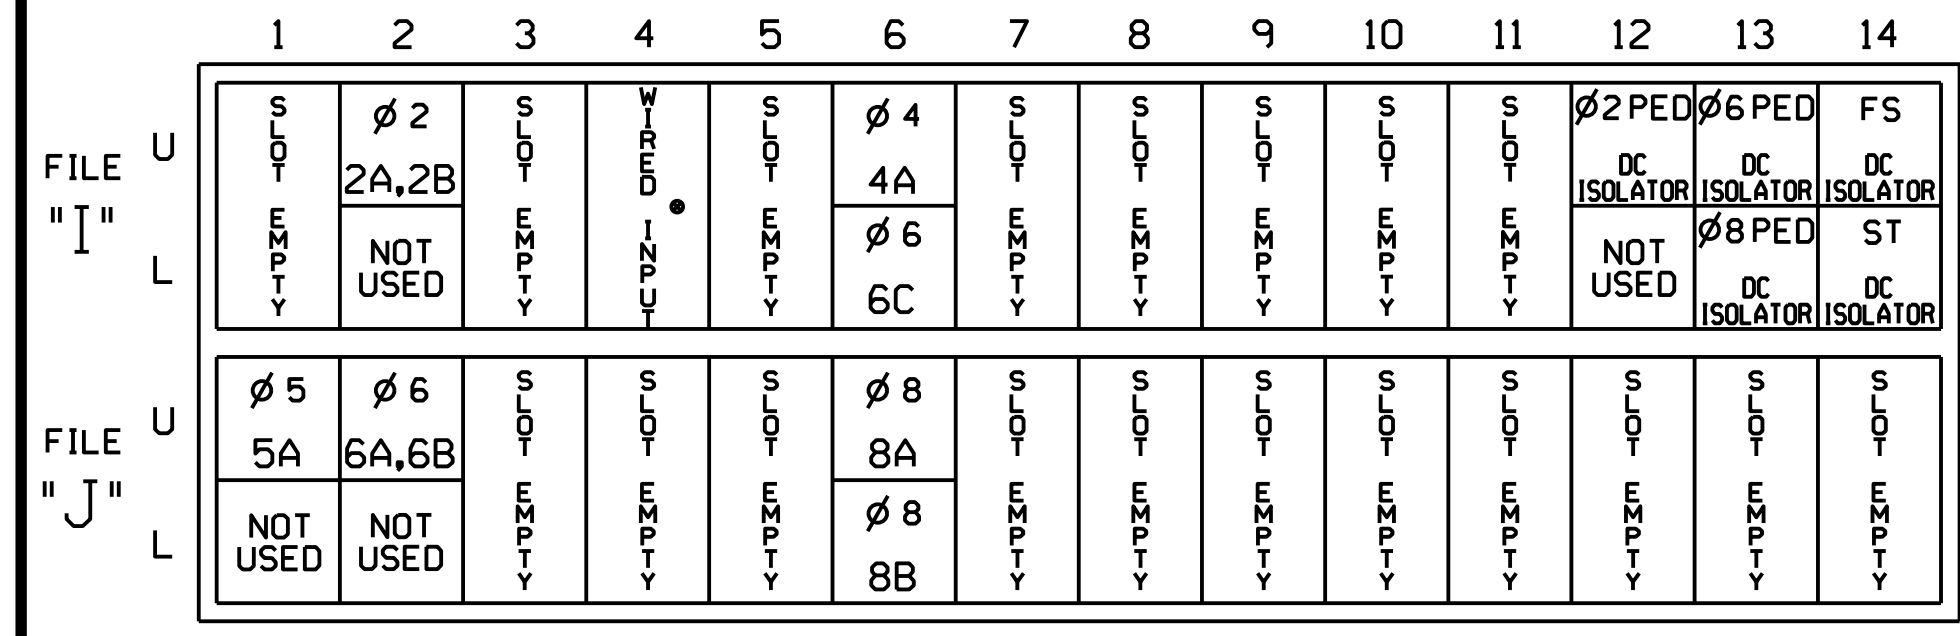 1 2 3 4 5 6 7 8 9 10 11 12 13 14
FILE "I"
U
L
SLOT EMPTY
Ø 2
2A,2B
NOT USED
SLOT EMPTY
WIRED INPUT
SLOT EMPTY
Ø 4
4A
Ø 6
6C
SLOT EMPTY
SLOT EMPTY
SLOT EMPTY
SLOT EMPTY
SLOT EMPTY
Ø2 PED
DC
ISOLATOR
NOT
USED
Ø6 PED
DC
ISOLATOR
Ø8 PED
DC
ISOLATOR
FS
DC
ISOLATOR
ST
DC
ISOLATOR
FILE "J"
U
L
Ø 5
5A
NOT
USED
Ø 6
6A,6B
NOT
USED
SLOT EMPTY
SLOT EMPTY
SLOT EMPTY
Ø 8
8A
Ø 8
8B
SLOT EMPTY
SLOT EMPTY
SLOT EMPTY
SLOT EMPTY
SLOT EMPTY
SLOT EMPTY
SLOT EMPTY
SLOT EMPTY